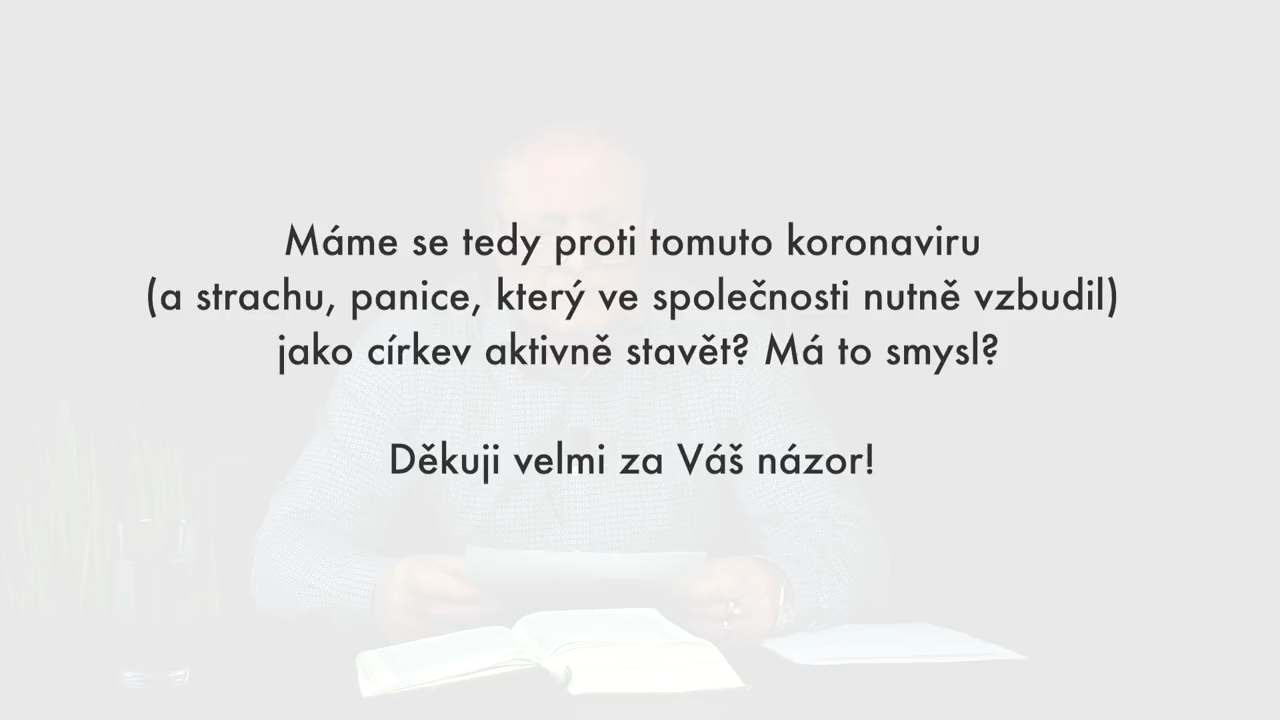 Máme se tedy proti tomuto koronaviru
(a strachu, panice, který ve společnosti nutně vzbudil)
jako církev aktivně stavět? Má to smysl?
Děkuji velmi za Váš názor!